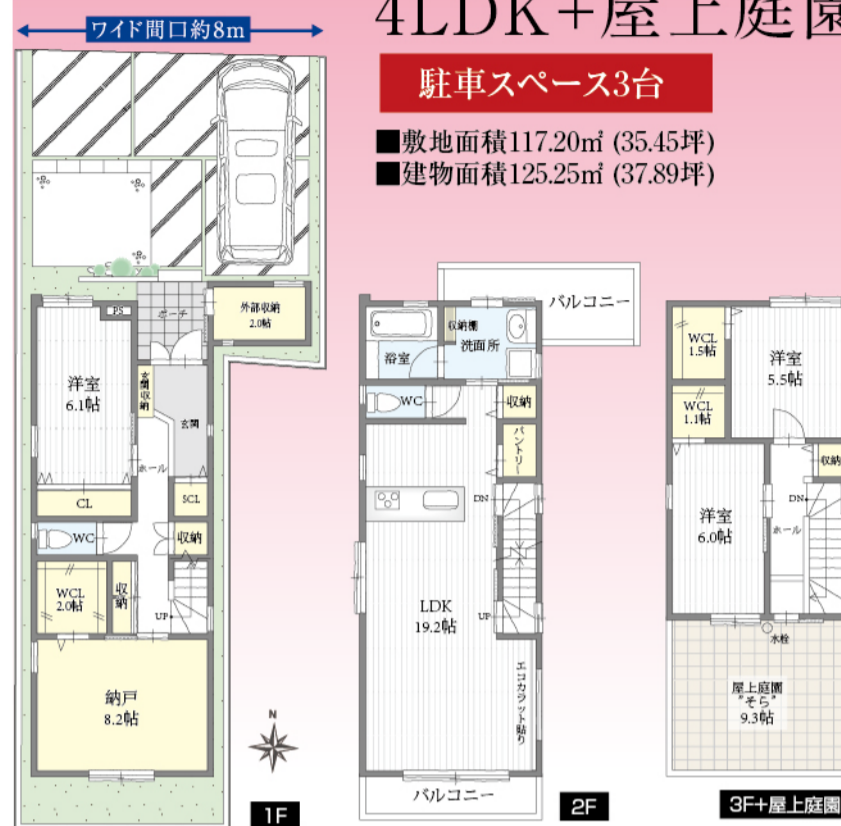 ワイド間口約8m
4LDK+屋上庭園
駐車スペース3台
■敷地面積117.20㎡ (35.45坪)
■建物面積125.25㎡ (37.89坪)
PS
ポーチ
外部収納
2.0帖
洋室
6.1帖
玄関収納
玄関
ホール
CL
SCL
WC
収納
WCL
2.0帖
収納
UP
納戸
8.2帖
N
1F
バルコニー
浴室
収納棚
洗面所
WC
収納
パントリー
DN
LDK
19.2帖
UP
エコカラット貼り
バルコニー
2F
WCL
1.5帖
洋室
5.5帖
WCL
1.1帖
収納
洋室
6.0帖
DN
ホール
水栓
屋上庭園
"そら"
9.3帖
3F+屋上庭園